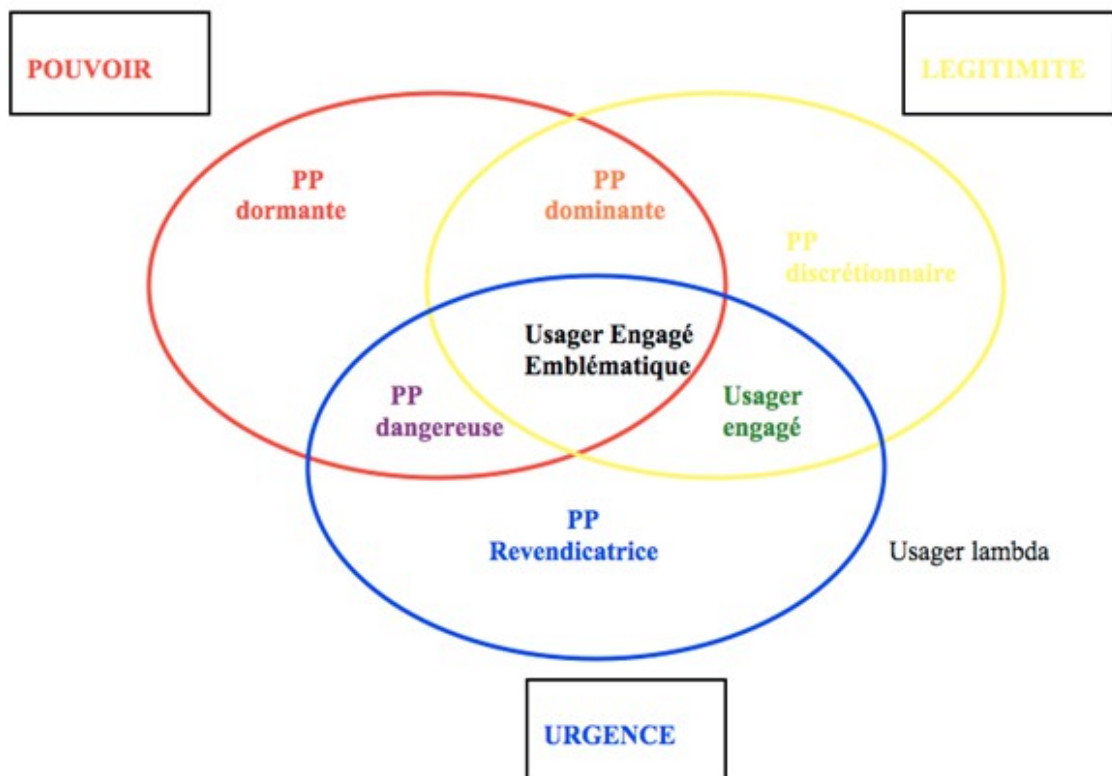 POUVOIR
LEGITIMITE
PP
dormante
PP
dominante
PP
discrétionnaire
Usager Engagé
Emblématique
PP
dangereuse
Usager
engagé
PP
Revendicatrice
Usager lambda
URGENCE